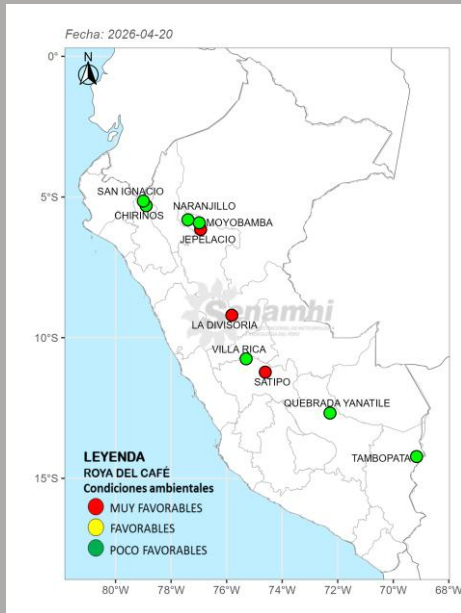 Fecha: 2026-04-20
0°
N
SAN IGNACIO
NARANJILLO
5°S
CHIRINOS
MOYOBAMBA
JEPELACIO
Senamhi
LA DIVISORIA
10°S
VILLA RICA
SATIPO
QUEBRADA YANATILE
LEYENDA
TAMBOPATA
ROYA DEL CAFÉ
Condiciones ambientales
15°S
MUY FAVORABLES
FAVORABLES
POCO FAVORABLES
80°W 78°W 76°W 74°W 72°W 70°W 68°W